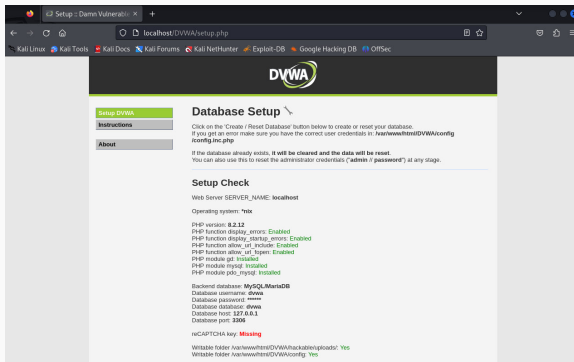 Setup :: Damn Vulnerable
localhost/DVWA/setup.php
Kali Linux Kali Tools Kali Docs Kali Forums Kali NetHunter Exploit-DB Google Hacking DB OffSec
DVWA
Setup DVWA
Instructions
About
Database Setup
Click on the 'Create / Reset Database' button below to create or reset your database.
If you get an error make sure you have the correct user credentials in: /var/www/html/DVWA/config
/config.inc.php
If the database already exists, it will be cleared and the data will be reset.
You can also use this to reset the administrator credentials ("admin // password") at any stage.
Setup Check
Web Server SERVER_NAME: localhost
Operating system: *nix
PHP version: 8.2.12
PHP function display_errors: Enabled
PHP function display_startup_errors: Enabled
PHP function allow_url_include: Enabled
PHP function allow_url_fopen: Enabled
PHP module gd: Installed
PHP module mysql: Installed
PHP module pdo_mysql: Installed
Backend database: MySQL/MariaDB
Database username: dvwa
Database password: ******
Database database: dvwa
Database host: 127.0.0.1
Database port: 3306
reCAPTCHA key: Missing
Writable folder /var/www/html/DVWA/hackable/uploads/: Yes
Writable folder /var/www/html/DVWA/config: Yes